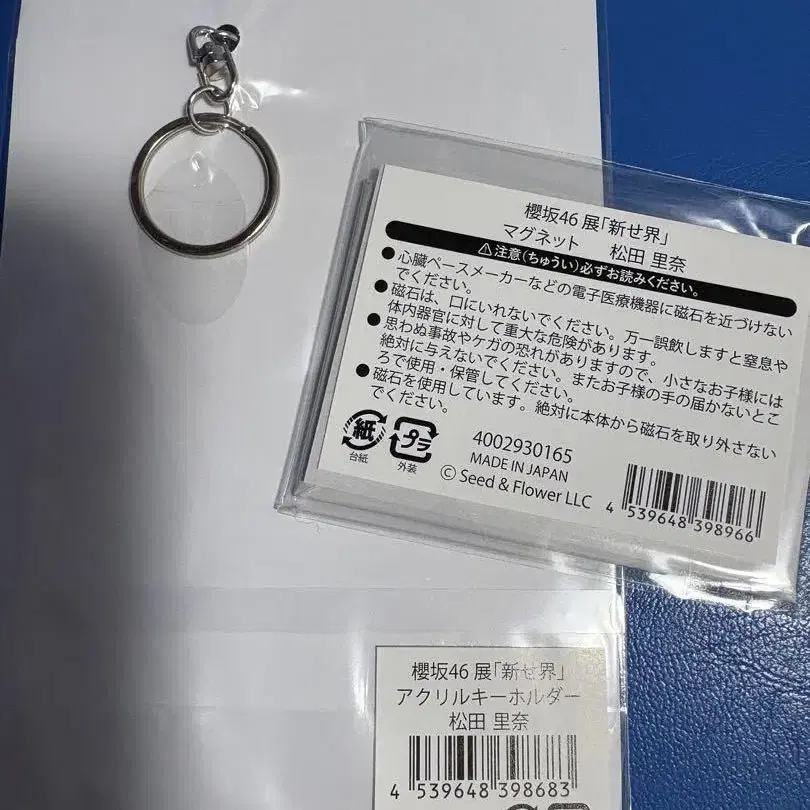 櫻坂46 展「新せ界」
マグネット 松田 里奈
⚠注意(ちゅうい)必ずお読みください。
●心臓ペースメーカーなどの電子医療機器に磁石を近づけない
でください。
●磁石は、口にいれないでください。万一誤飲しますと窒息や
体内器官に対して重大な危険があります。
●思わぬ事故やケガの恐れがありますので、小さなお子様には
絶対に与えないでください。またお子様の手の届かないとこ
ろで使用・保管してください。
●磁石を使用しています。絶対に本体から磁石を取り外さない
でください。
紙
台紙
プラ
外装
4002930165
MADE IN JAPAN
© Seed & Flower LLC
4 539648 398966
櫻坂46 展「新せ界」
アクリルキーホルダー
松田 里奈
4 539648 398683